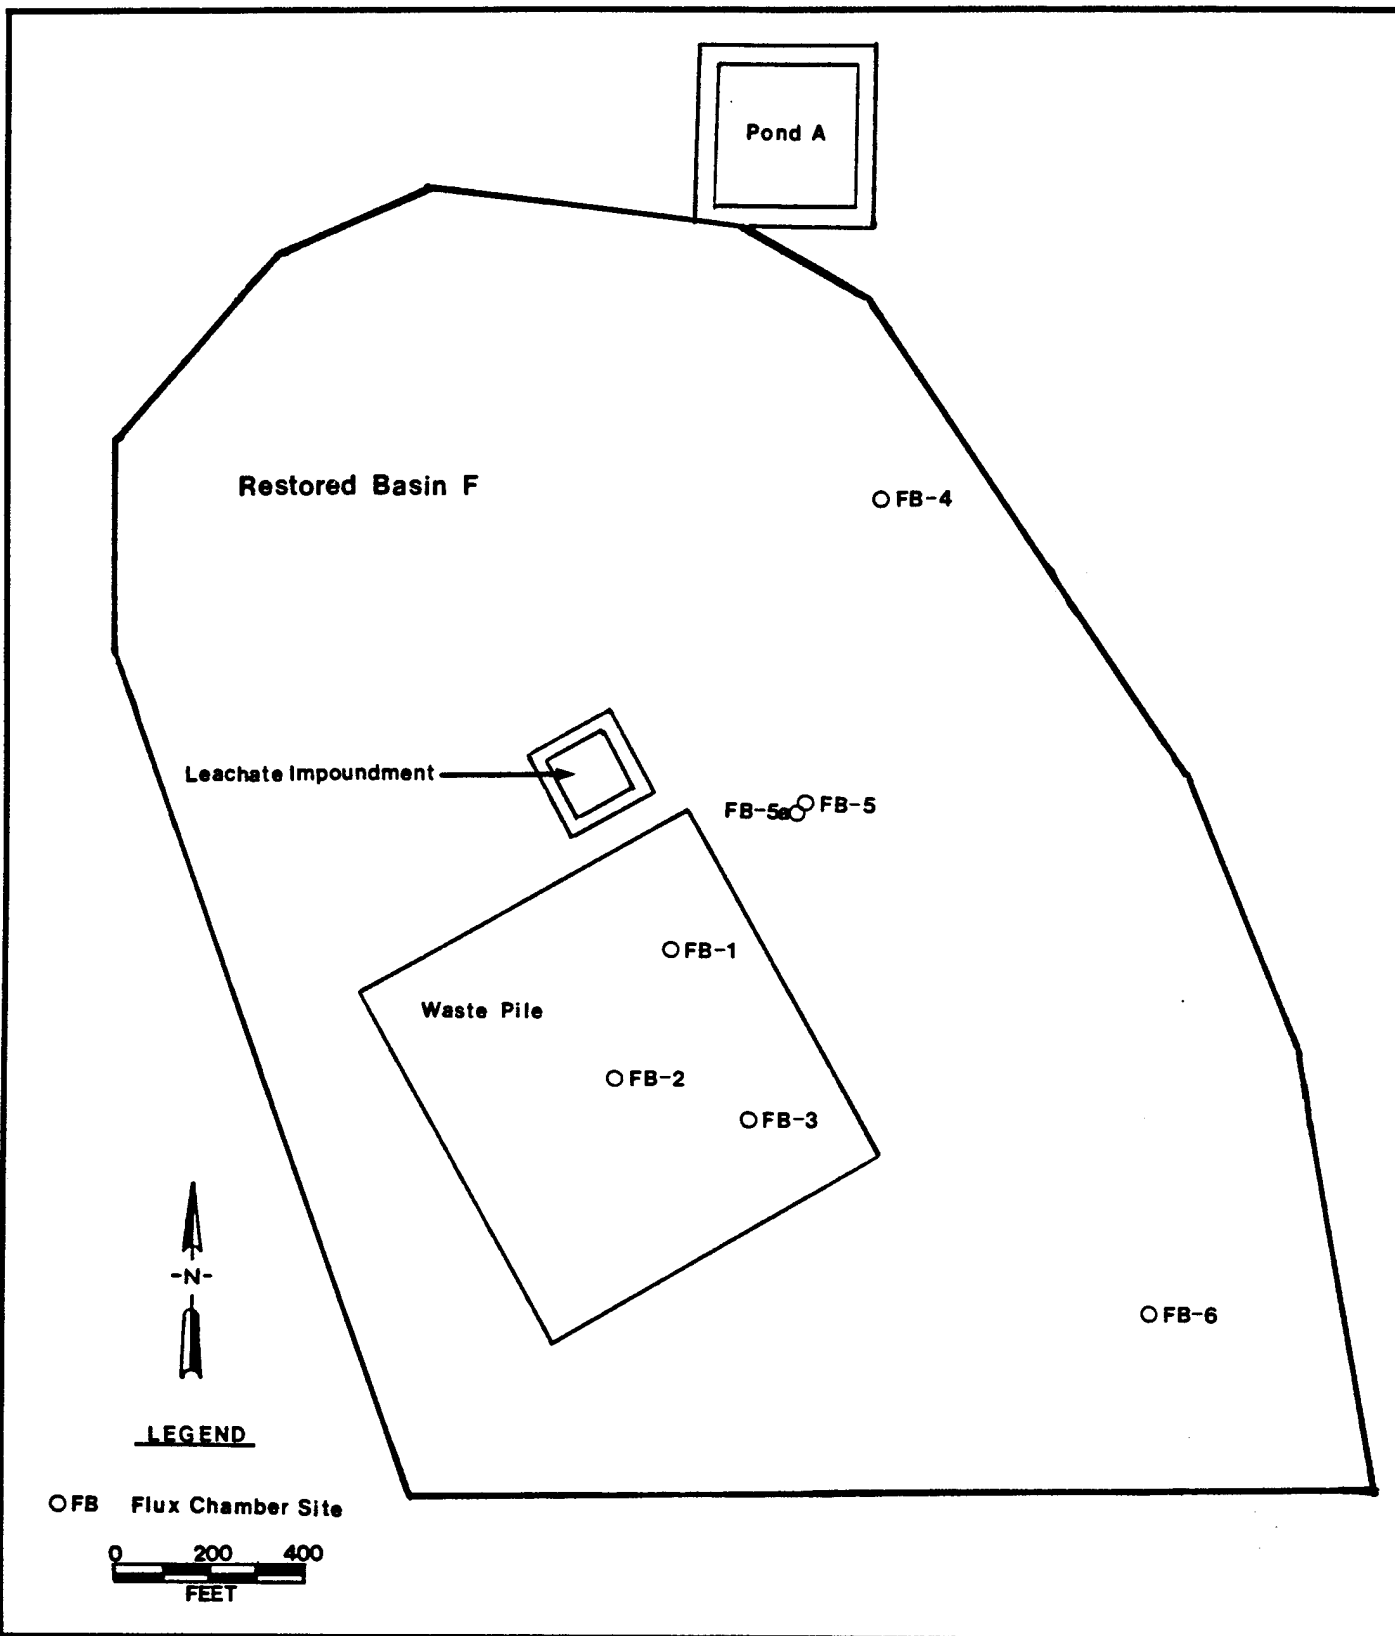 Pond A
Restored Basin F
FB-4
Leachate Impoundment
FB-5a
FB-5
FB-1
Waste Pile
FB-2
FB-3
-N-
FB-6
LEGEND
FB Flux Chamber Site
0 200 400
FEET